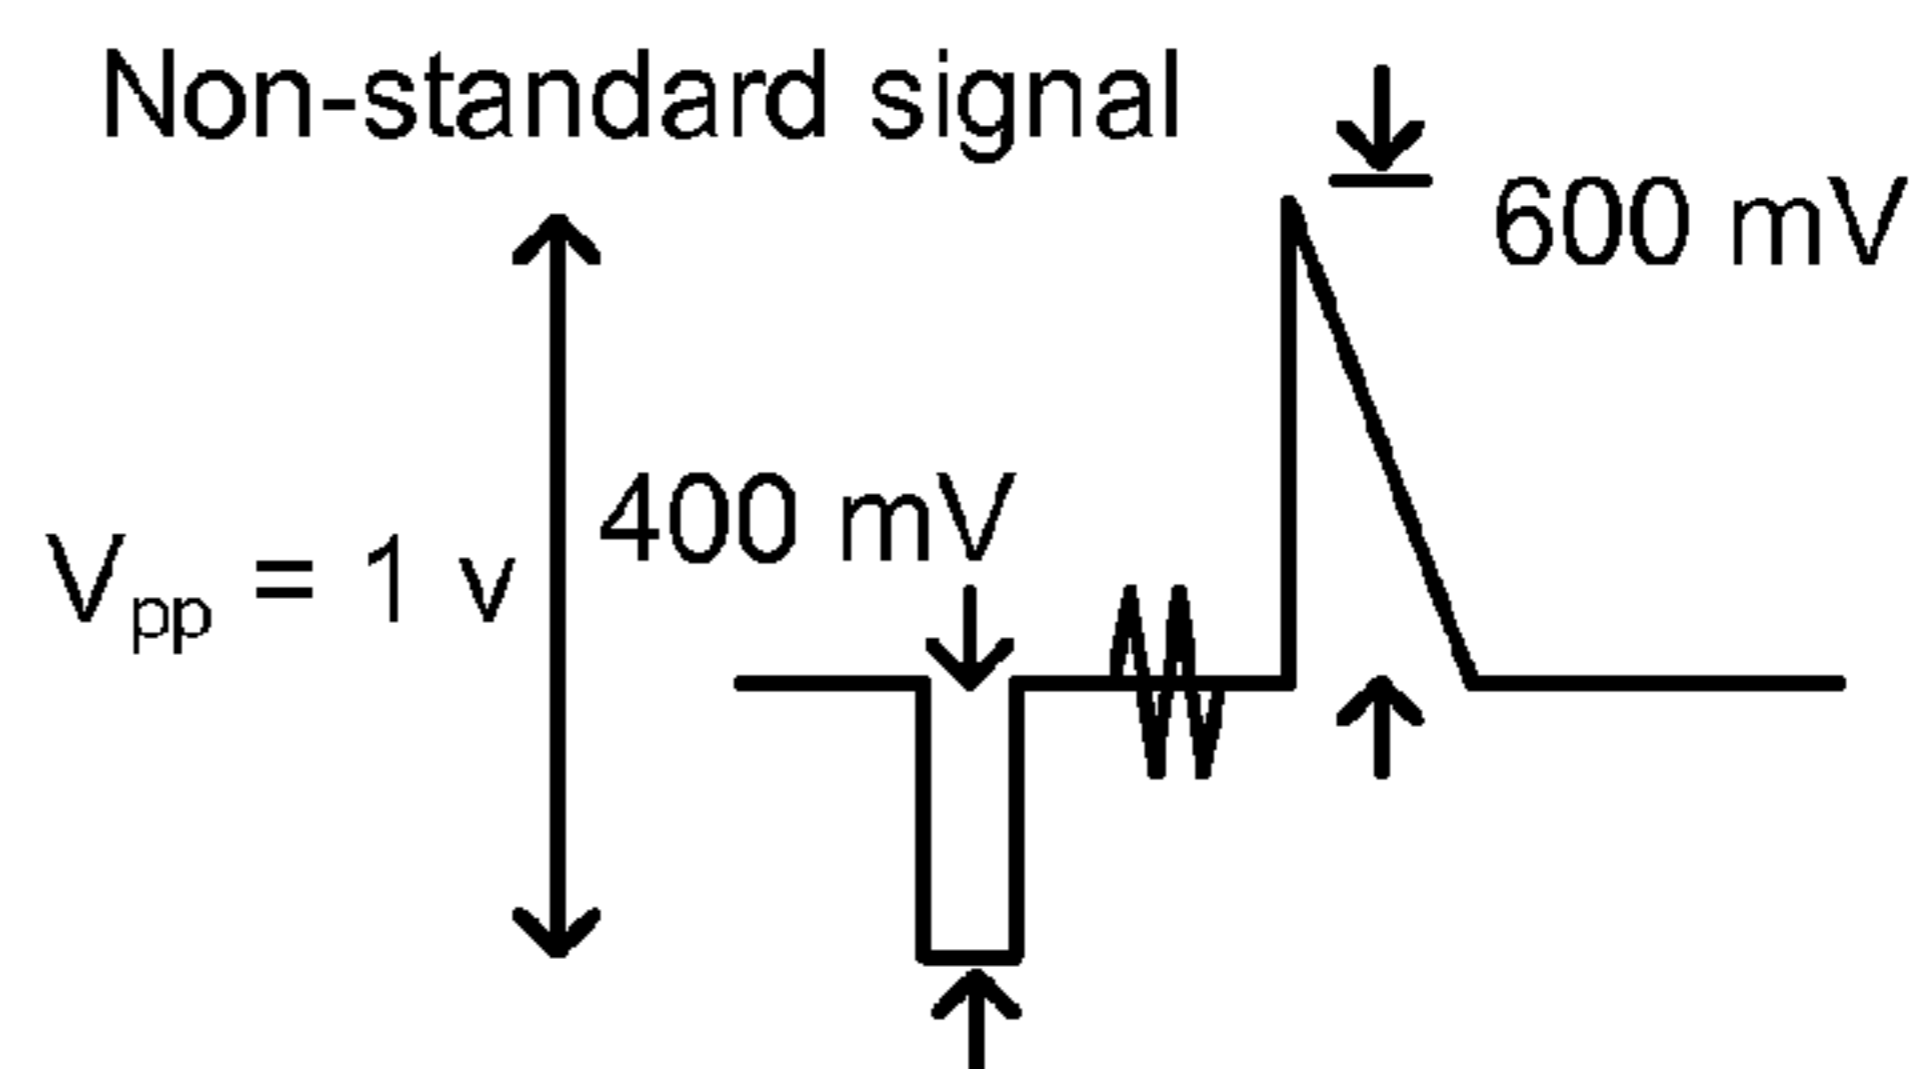 Non-standard signal
600 mV
400 mV
Vpp = 1 v